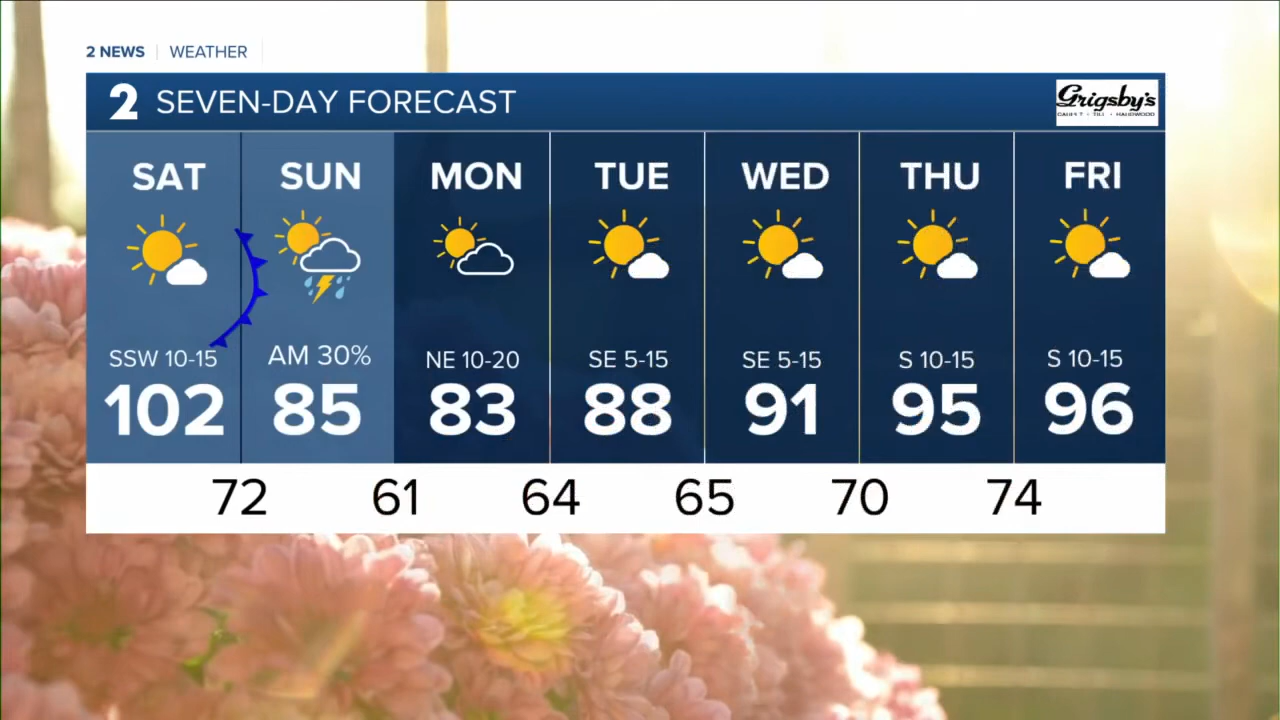 2 NEWS WEATHER
2 SEVEN-DAY FORECAST
Grigsby's
SAT SUN MON TUE WED THU FRI
SSW 10-15 AM 30% NE 10-20 SE 5-15 SE 5-15 S 10-15 S 10-15
102 85 83 88 91 95 96
72 61 64 65 70 74